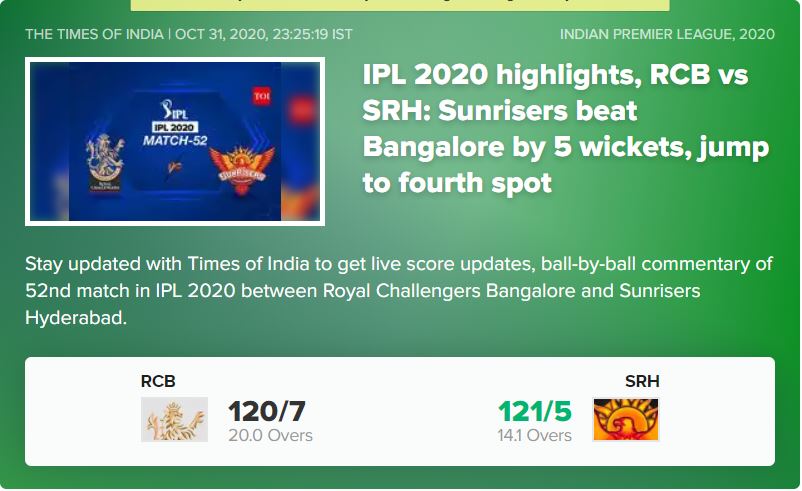 THE TIMES OF INDIA | OCT 31, 2020, 23:25:19 IST
INDIAN PREMIER LEAGUE, 2020
TOI
IPL
IPL 2020
MATCH-52
VS
ROYAL CHALLENGERS
SUNRISERS
IPL 2020 highlights, RCB vs
SRH: Sunrisers beat
Bangalore by 5 wickets, jump
to fourth spot
Stay updated with Times of India to get live score updates, ball-by-ball commentary of
52nd match in IPL 2020 between Royal Challengers Bangalore and Sunrisers
Hyderabad.
RCB
120/7
20.0 Overs
SRH
121/5
14.1 Overs